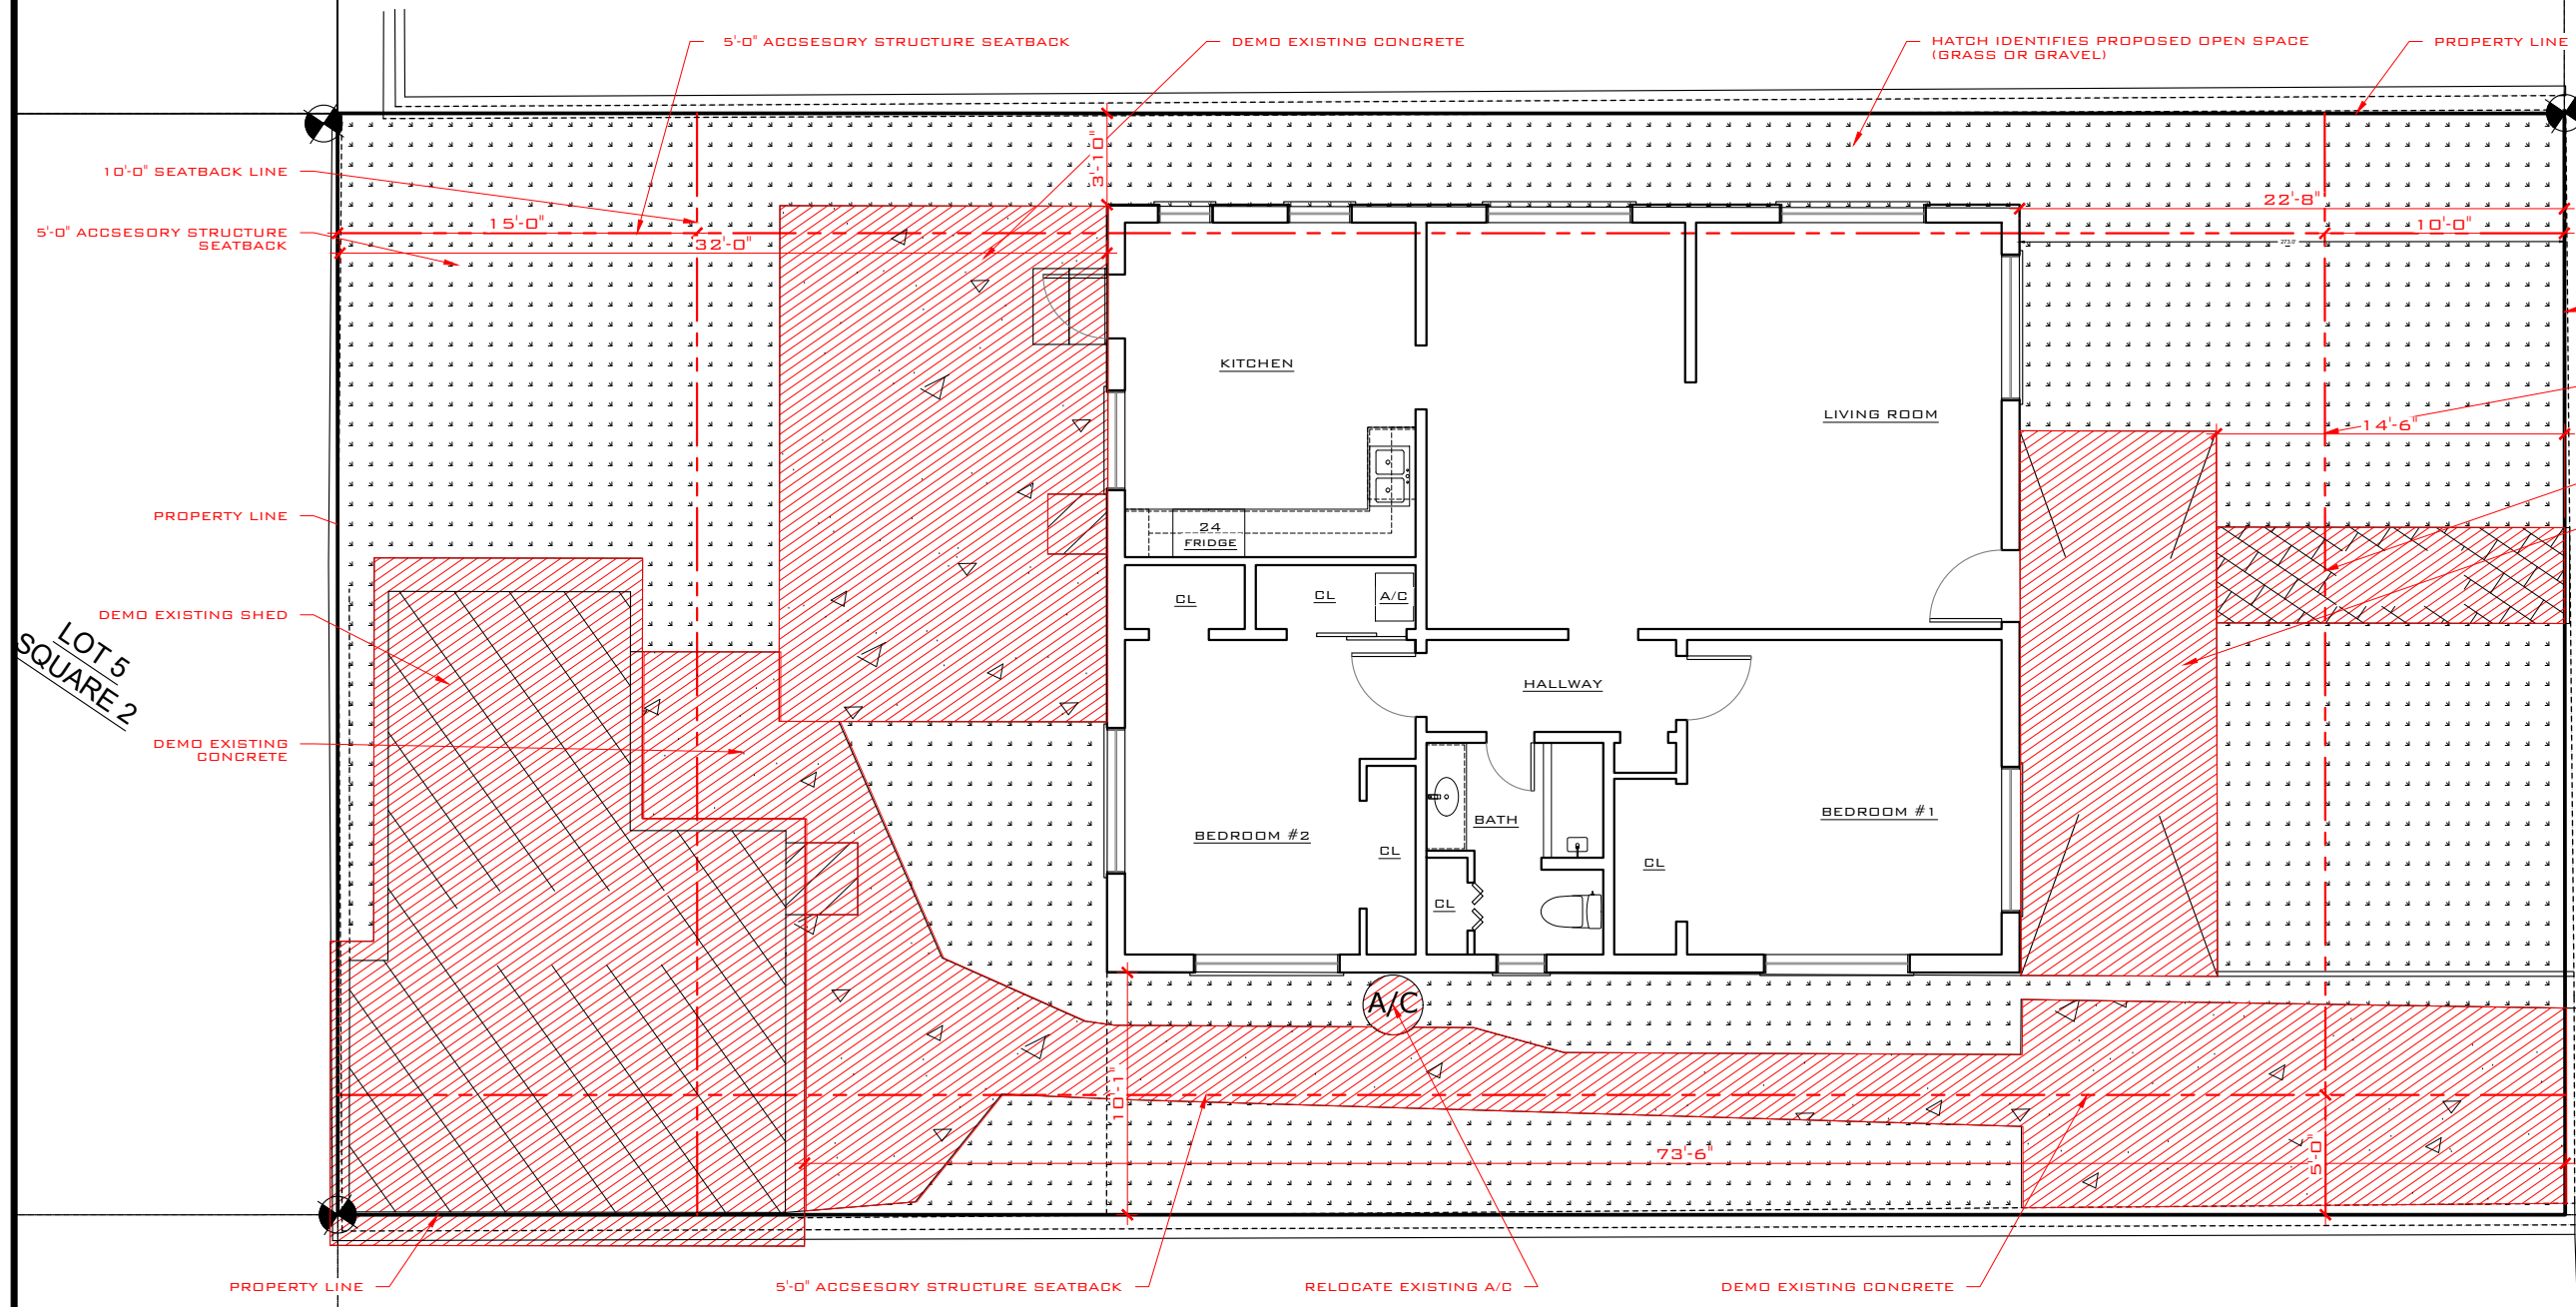 5'-0" ACCSESORY STRUCTURE SEATBACK
DEMO EXISTING CONCRETE
HATCH IDENTIFIES PROPOSED OPEN SPACE
(GRASS OR GRAVEL)
PROPERTY LINE
3'-10"
10'-0" SEATBACK LINE
22'-8"
15'-0"
10'-0"
5'-0" ACCSESORY STRUCTURE
SEATBACK
32'-0"
KITCHEN
LIVING ROOM
14'-6"
PROPERTY LINE
24
FRIDGE
CL
CL
A/C
DEMO EXISTING SHED
LOT 5
SQUARE 2
HALLWAY
DEMO EXISTING
CONCRETE
BATH
BEDROOM #1
BEDROOM #2
CL
CL
CL
A/C
10'-1"
73'-6"
5'-0"
PROPERTY LINE
5'-0" ACCSESORY STRUCTURE SEATBACK
RELOCATE EXISTING A/C
DEMO EXISTING CONCRETE